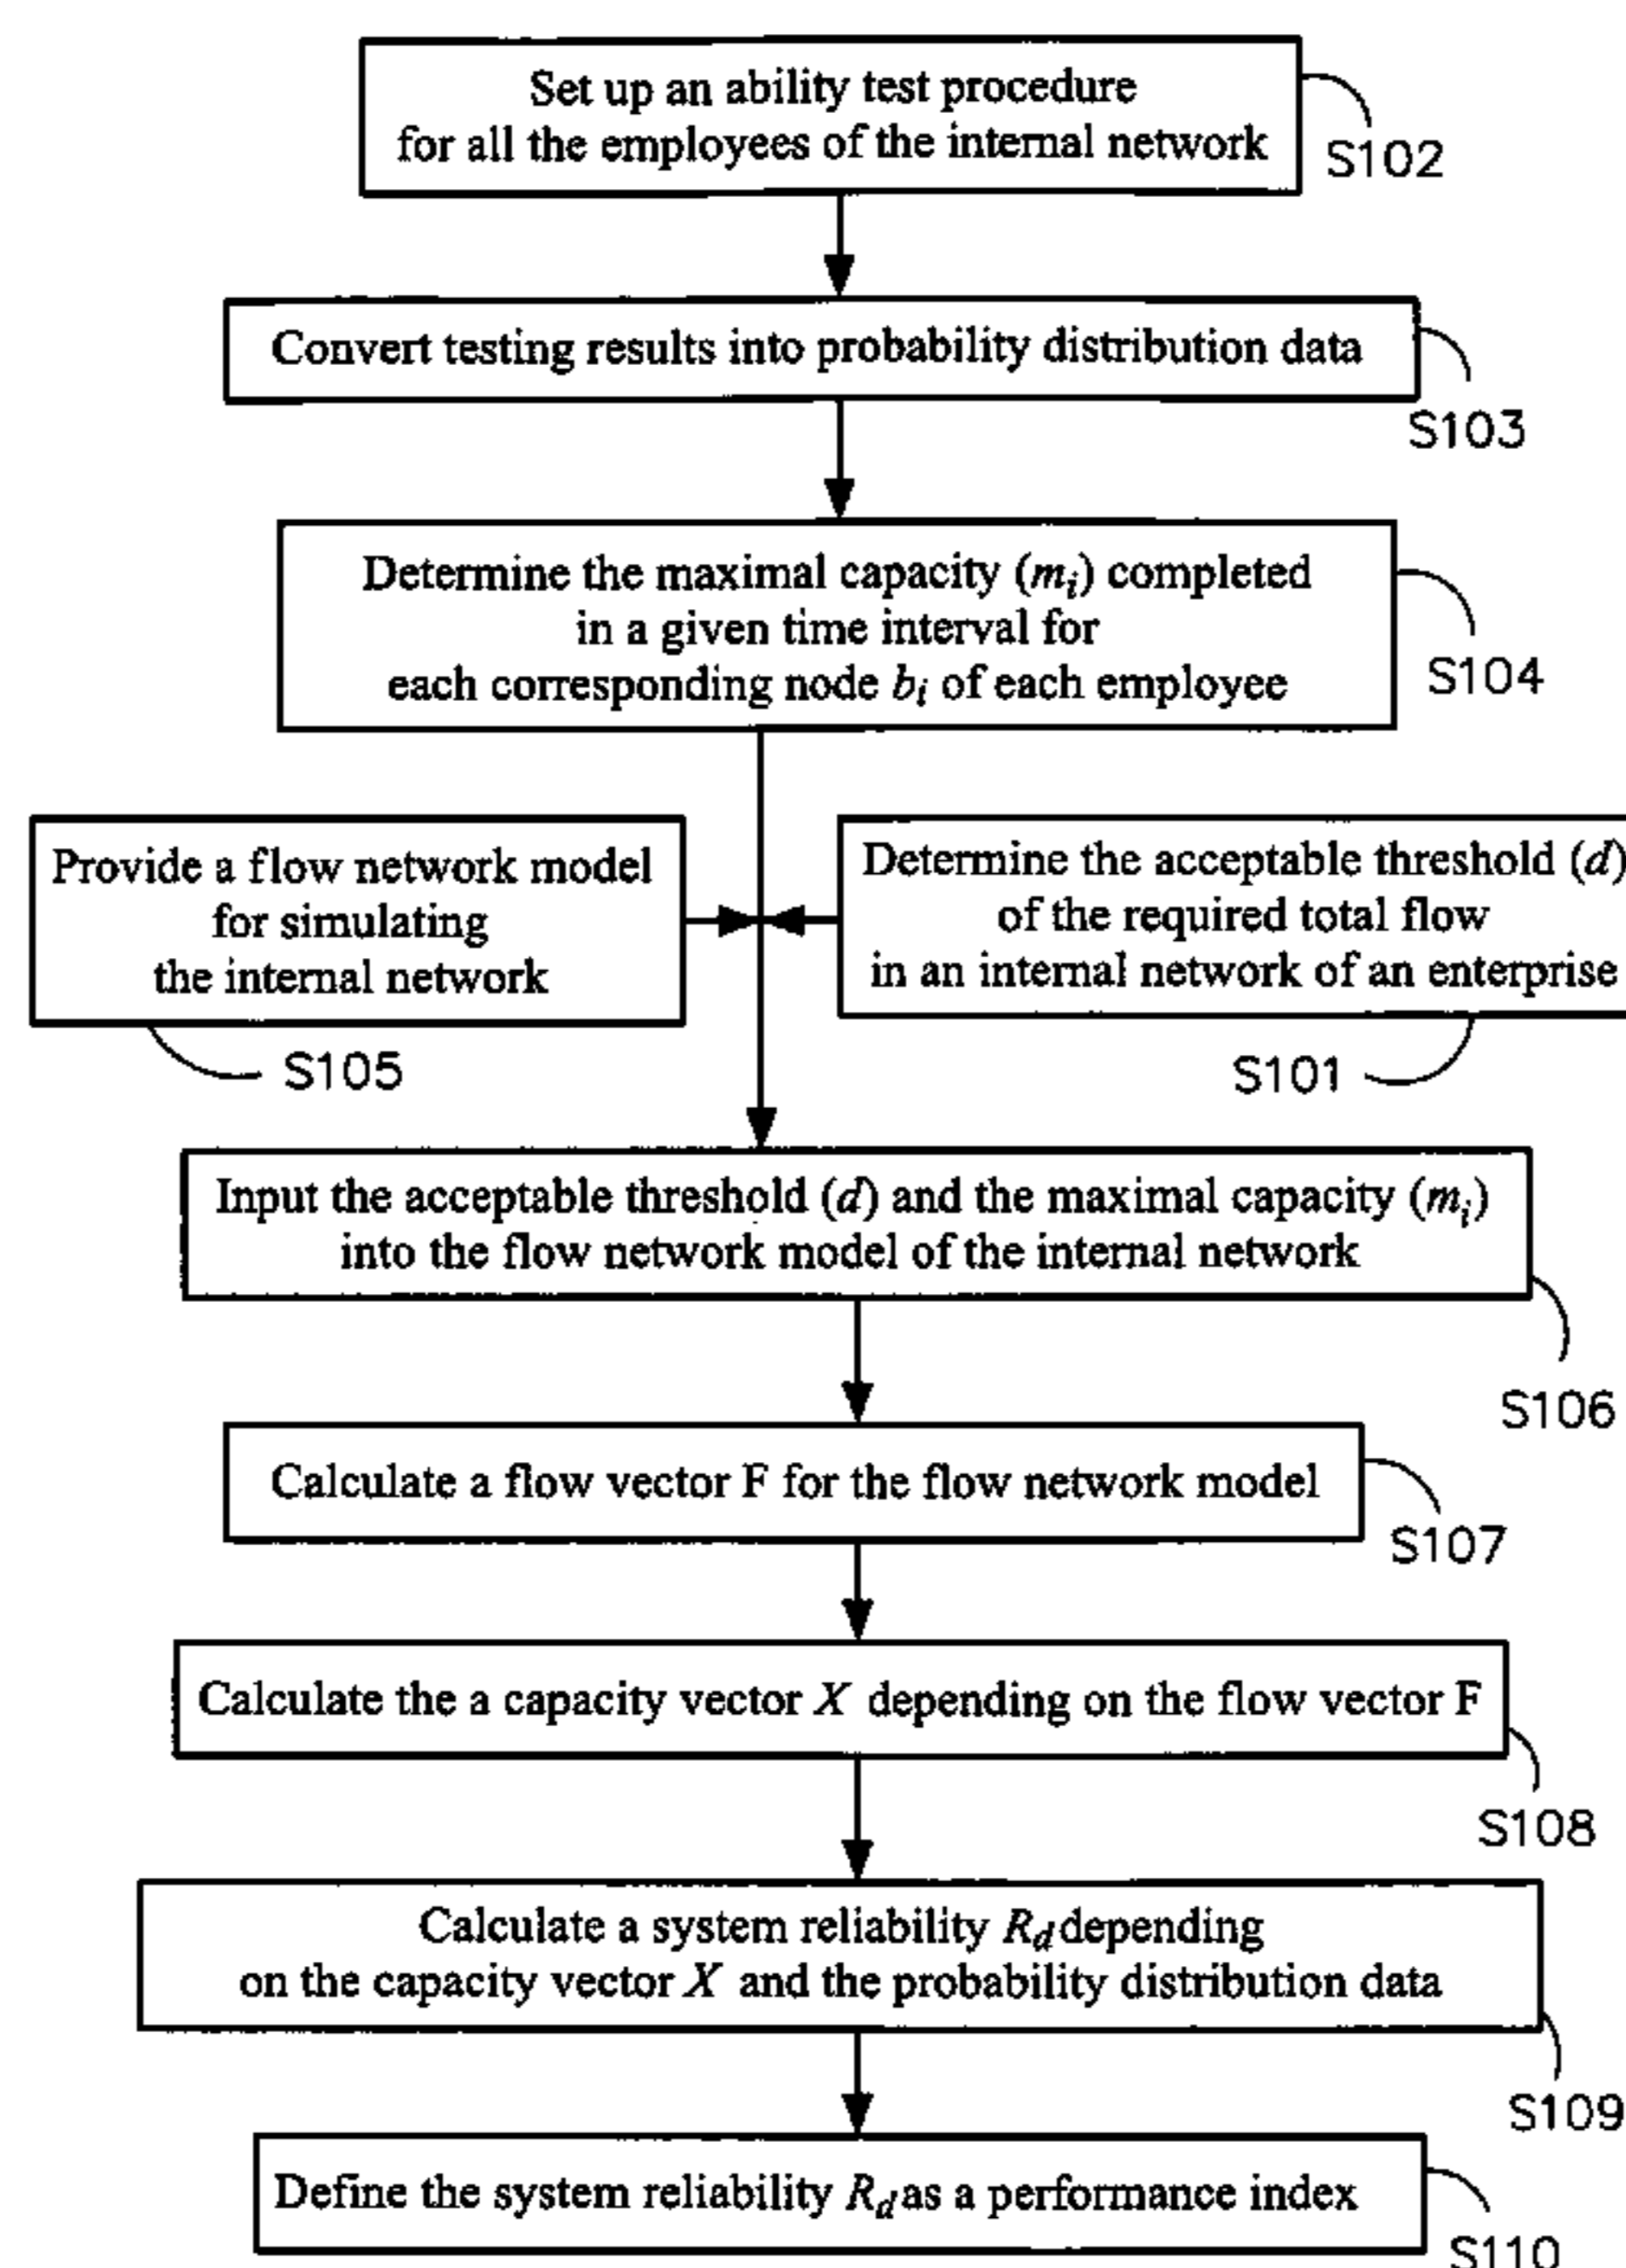 Set up an ability test procedure
for all the employees of the internal network
S102
Convert testing results into probability distribution data
S103
Determine the maximal capacity (mi) completed
in a given time interval for
each corresponding node bi of each employee
S104
Provide a flow network model
for simulating
the internal network
S105
Determine the acceptable threshold (d)
of the required total flow
in an internal network of an enterprise
S101
Input the acceptable threshold (d) and the maximal capacity (mi)
into the flow network model of the internal network
S106
Calculate a flow vector F for the flow network model
S107
Calculate the a capacity vector X depending on the flow vector F
S108
Calculate a system reliability Rd depending
on the capacity vector X and the probability distribution data
S109
Define the system reliability Rd as a performance index
S110